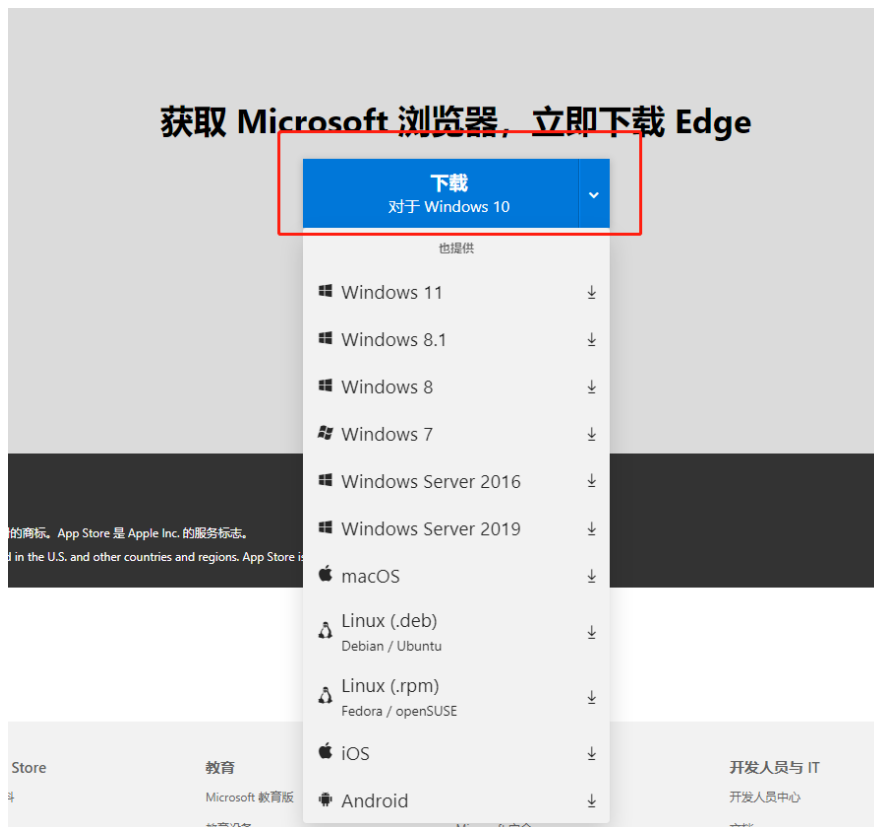 获取 Microsoft 浏览器，立即下载 Edge
下载
对于 Windows 10
也提供
Windows 11
Windows 8.1
Windows 8
Windows 7
Windows Server 2016
Windows Server 2019
的商标。App Store 是 Apple Inc. 的服务标志。
in the U.S. and other countries and regions. App Store is
macOS
Linux (.deb)
Debian / Ubuntu
Linux (.rpm)
Fedora / openSUSE
iOS
Android
Store
教育
Microsoft 教育版
开发人员与 IT
开发人员中心